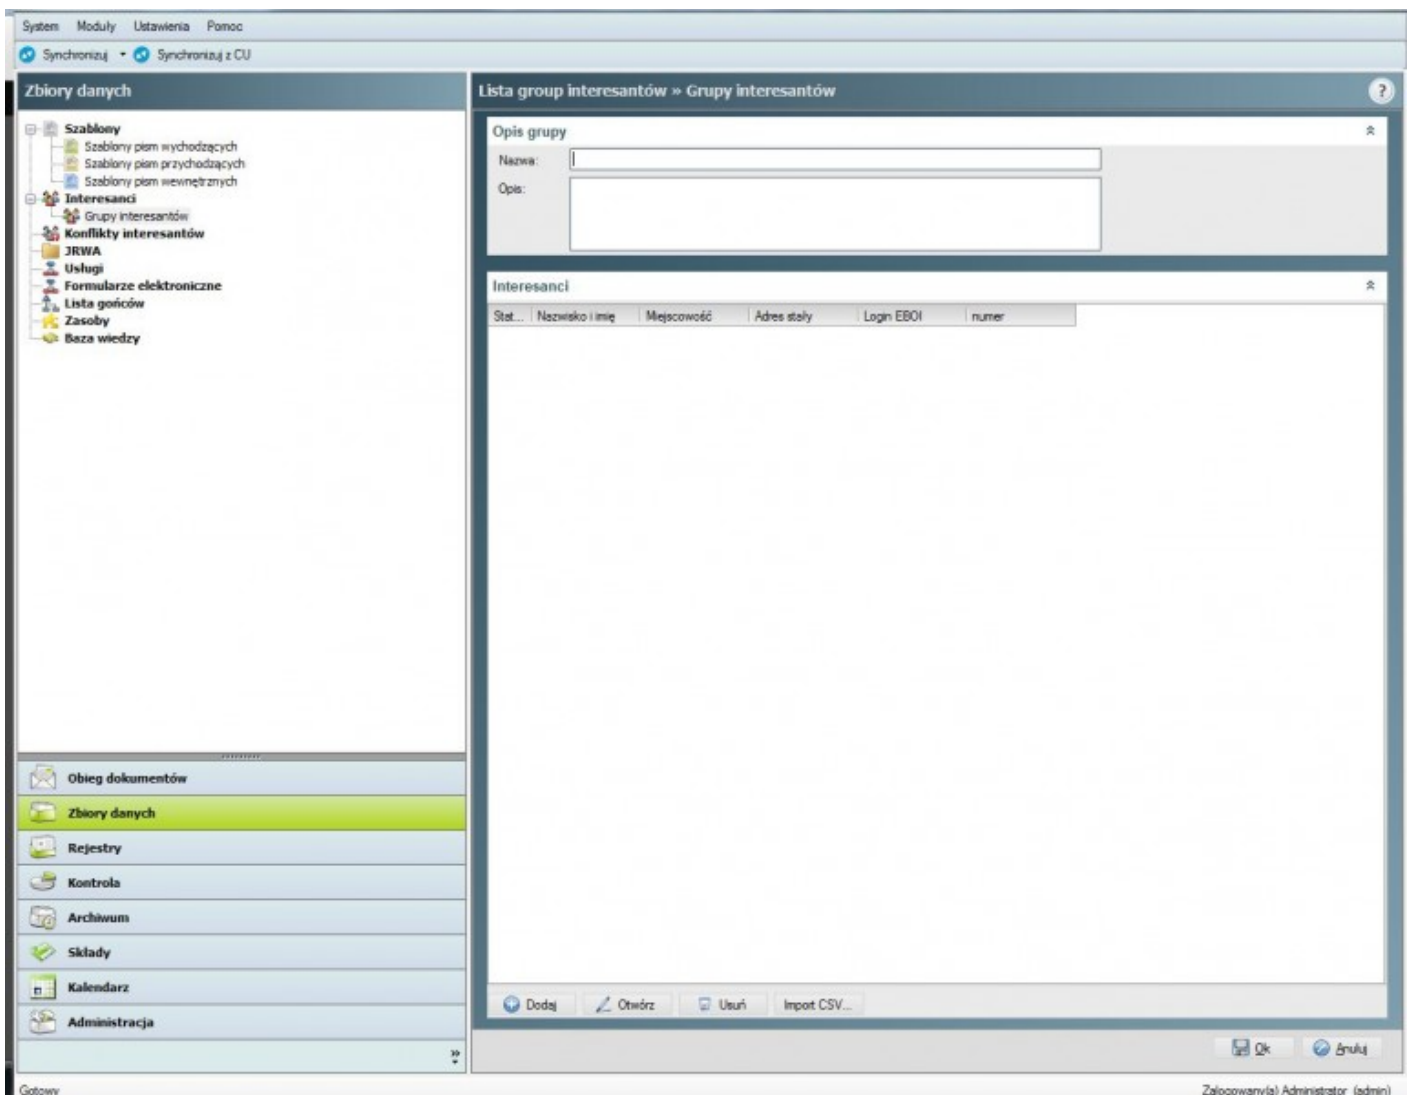 System Moduły Ustawienia Pomoc
Synchronizuj Synchronizuj z CU
Zbiory danych
Szablony
Szablony pism wychodzących
Szablony pism przychodzących
Szablony pism wewnętrznych
Interesanci
Grupy interesantów
Konflikty interesantów
JRWA
Usługi
Formularze elektroniczne
Lista gońców
Zasoby
Baza wiedzy
Obieg dokumentów
Zbiory danych
Rejestry
Kontrola
Archiwum
Składy
Kalendarz
Administracja
Gotowy
Lista group interesantów » Grupy interesantów
?
Opis grupy
Nazwa:
Opis:
Interesanci
Stat... Nazwisko i imię Miejscowość Adres stały Login EBOI numer
Dodaj Otwórz Usuń Import CSV...
Ok Anuluj
Zalogowany(a) Administrator (admin)